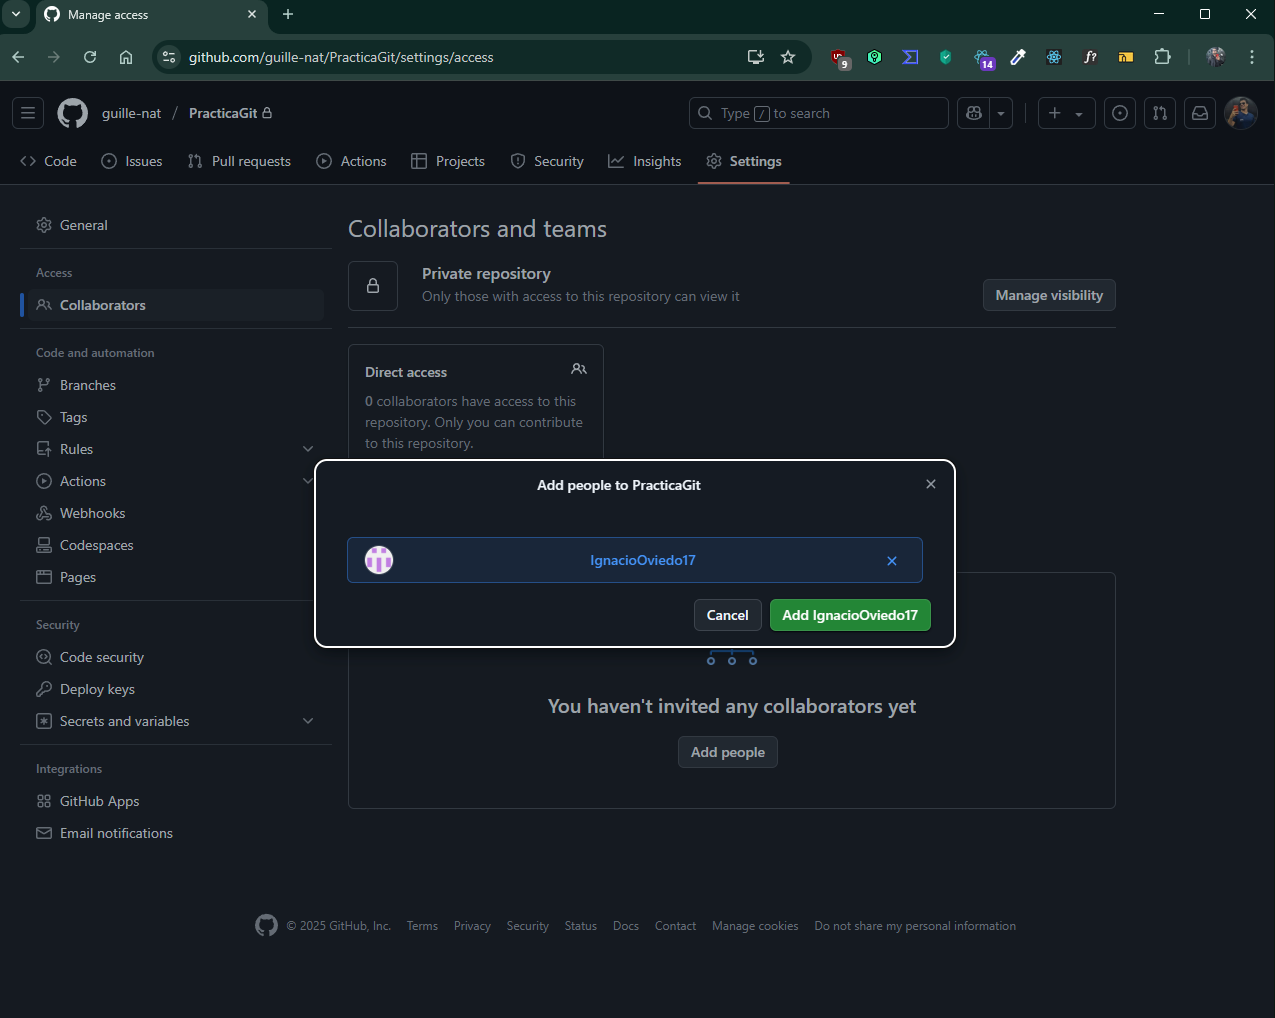 Manage access
github.com/guille-nat/PracticaGit/settings/access
9
14
f?
guille-nat / PracticaGit
Type / to search
Code
Issues
Pull requests
Actions
Projects
Security
Insights
Settings
General
Access
Collaborators
Code and automation
Branches
Tags
Rules
Actions
Webhooks
Codespaces
Pages
Security
Code security
Deploy keys
Secrets and variables
Integrations
GitHub Apps
Email notifications
Collaborators and teams
Private repository
Only those with access to this repository can view it
Manage visibility
Direct access
0 collaborators have access to this
repository. Only you can contribute
to this repository.
Add people to PracticaGit
IgnacioOviedo17
Cancel
Add IgnacioOviedo17
You haven't invited any collaborators yet
Add people
© 2025 GitHub, Inc.
Terms
Privacy
Security
Status
Docs
Contact
Manage cookies
Do not share my personal information